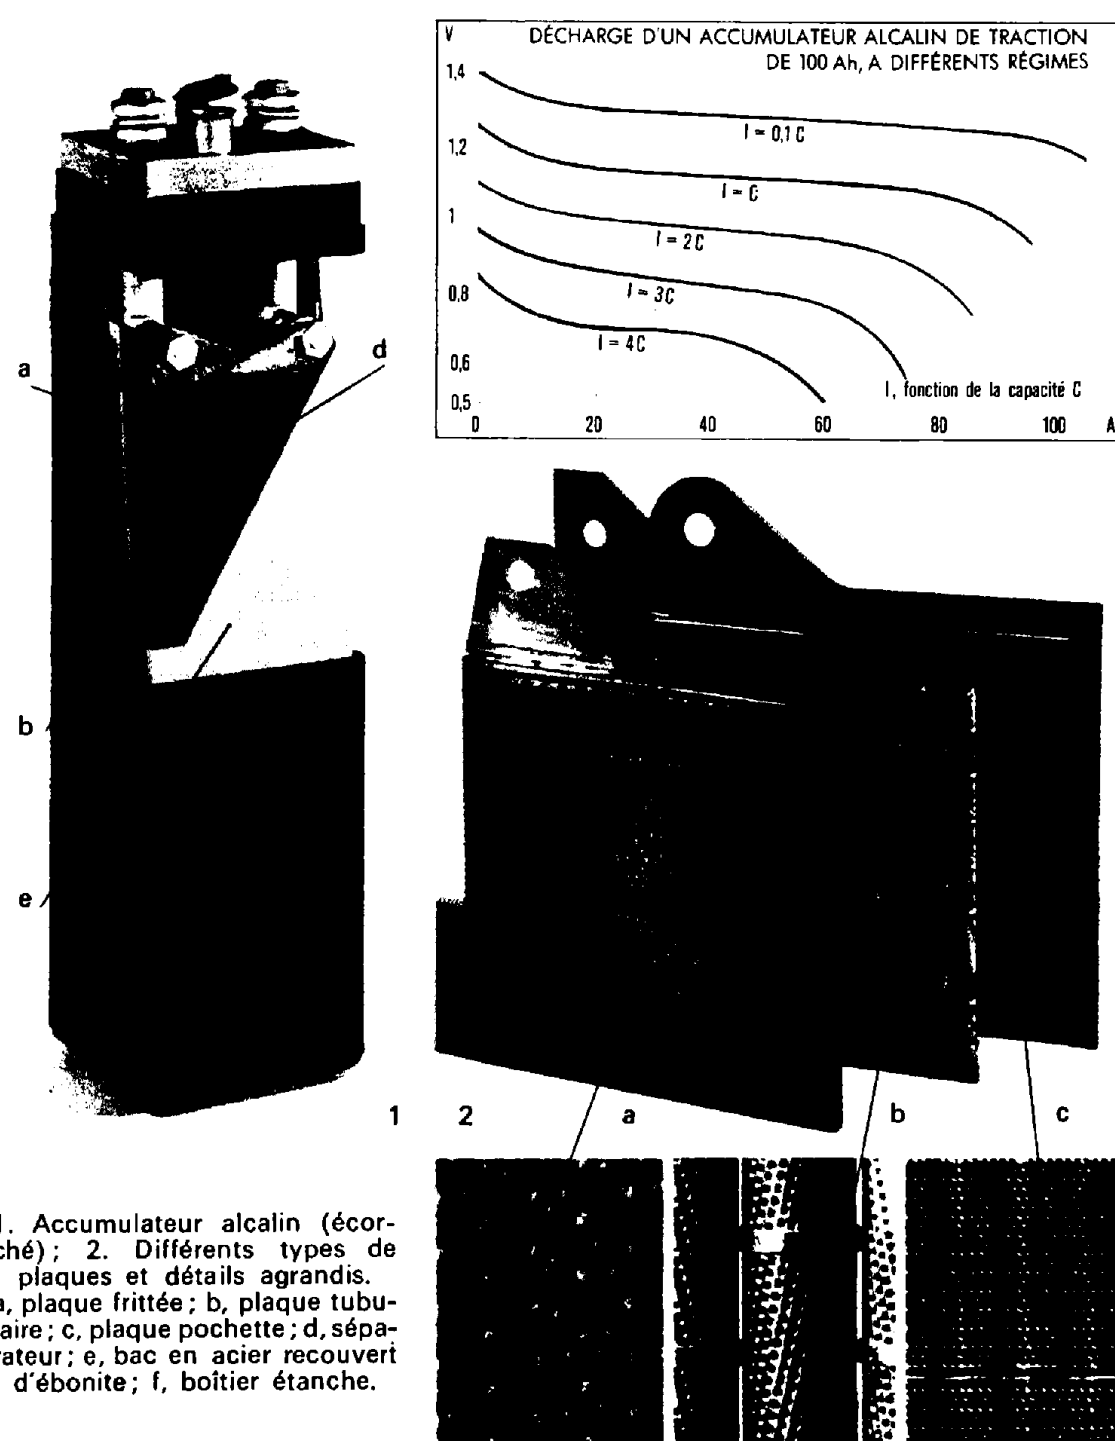 V
DÉCHARGE D'UN ACCUMULATEUR ALCALIN DE TRACTION
DE 100 Ah, A DIFFÉRENTS RÉGIMES
1,4
1,2
1
0,8
0,6
0,5
I = 0,1 C
I = C
I = 2 C
I = 3C
I = 4C
I, fonction de la capacité C
0
20
40
60
80
100
A
a
d
b
e
1
2
a
b
c
1. Accumulateur alcalin (écor-
ché) ; 2. Différents types de
plaques et détails agrandis.
a, plaque frittée ; b, plaque tubu-
laire ; c, plaque pochette ; d, sépa-
rateur ; e, bac en acier recouvert
d'ébonite ; f, boîtier étanche.